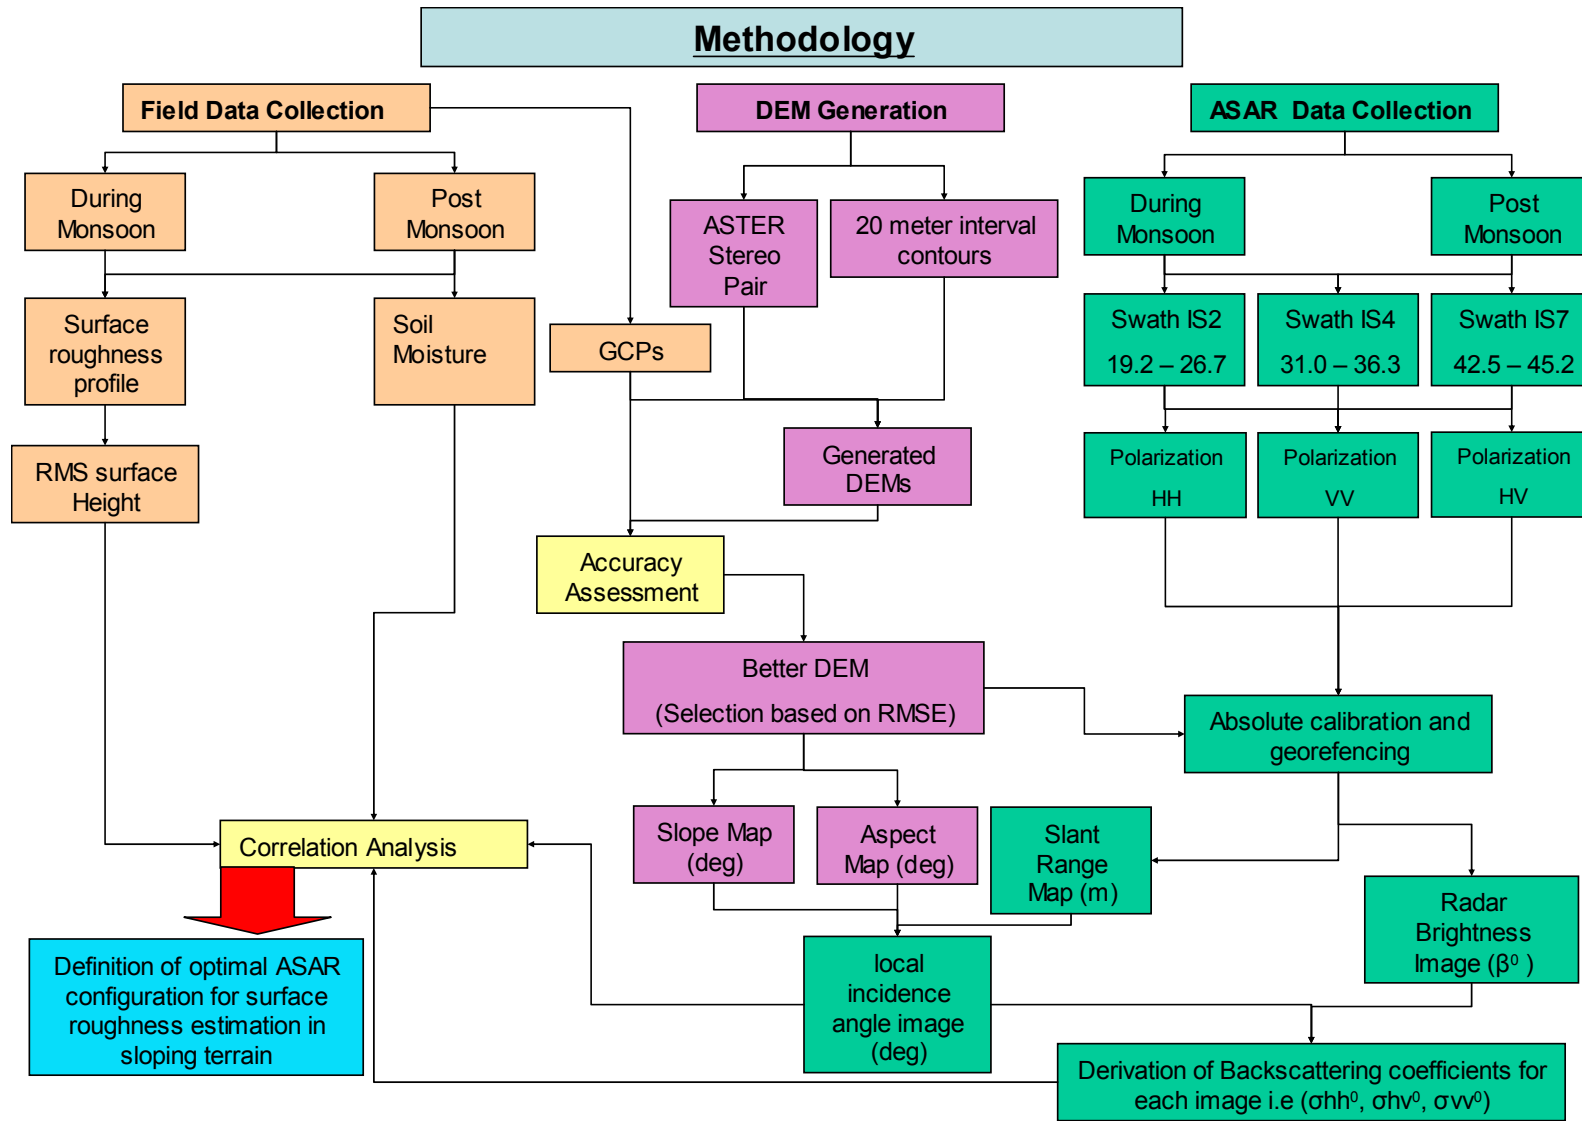 Methodology
Field Data Collection
DEM Generation
ASAR Data Collection
During
Monsoon
Post
Monsoon
ASTER
Stereo
Pair
20 meter interval
contours
During
Monsoon
Post
Monsoon
Surface
roughness
profile
Soil
Moisture
GCPs
Swath IS2
19.2 – 26.7
Swath IS4
31.0 – 36.3
Swath IS7
42.5 – 45.2
RMS surface
Height
Generated
DEMs
Polarization
HH
Polarization
VV
Polarization
HV
Accuracy
Assessment
Better DEM
(Selection based on RMSE)
Absolute calibration and
georefencing
Slope Map
(deg)
Aspect
Map (deg)
Slant
Range
Map (m)
Correlation Analysis
Radar
Brightness
Image (β⁰ )
Definition of optimal ASAR
configuration for surface
roughness estimation in
sloping terrain
local
incidence
angle image
(deg)
Derivation of Backscattering coefficients for
each image i.e (σhh⁰, σhv⁰, σvv⁰)